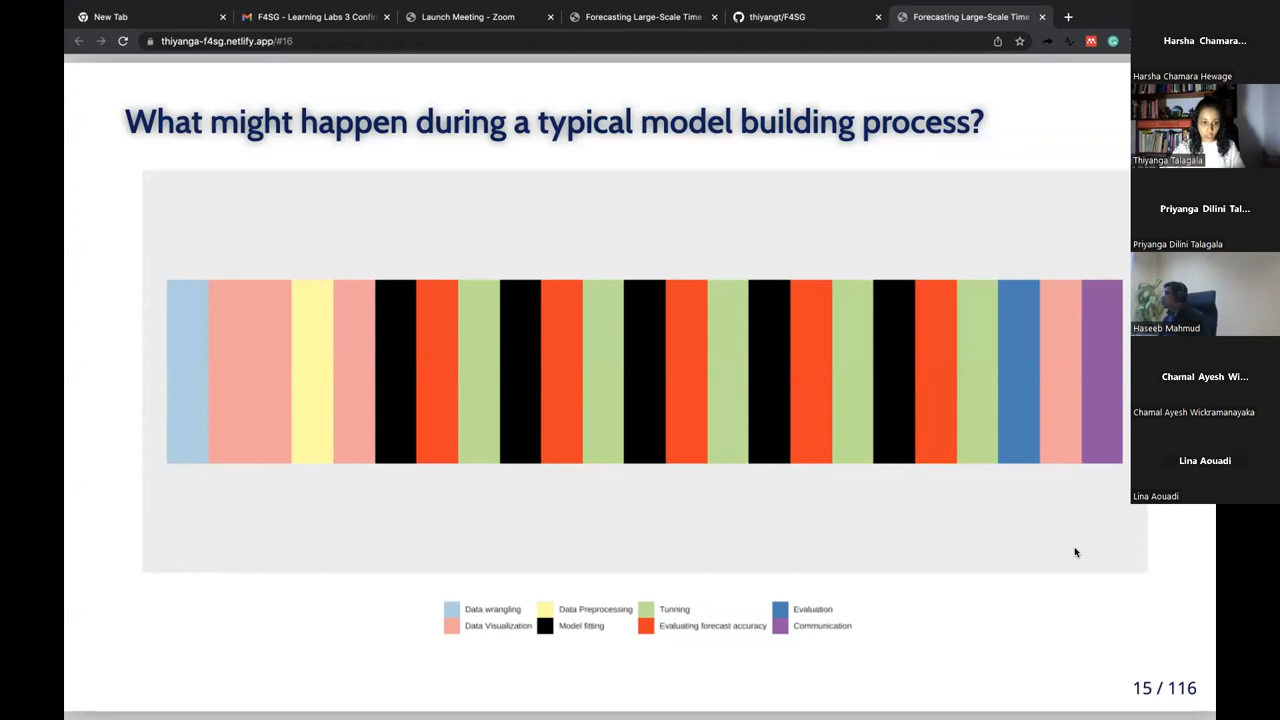 New Tab
F4SG - Learning Labs 3 Confir
Launch Meeting - Zoom
Forecasting Large-Scale Time
thiyangt/F4SG
Forecasting Large-Scale Time
thiyanga-f4sg.netlify.app/#16
Harsha Chamara...
Harsha Chamara Hewage
Thiyanga Talagala
Priyanga Dilini Tal...
Priyanga Dilini Talagala
Haseeb Mahmud
Chamal Ayesh Wi...
Chamal Ayesh Wickramanayaka
Lina Aouadi
Lina Aouadi
What might happen during a typical model building process?
Data wrangling
Data Preprocessing
Tunning
Evaluation
Data Visualization
Model fitting
Evaluating forecast accuracy
Communication
15 / 116